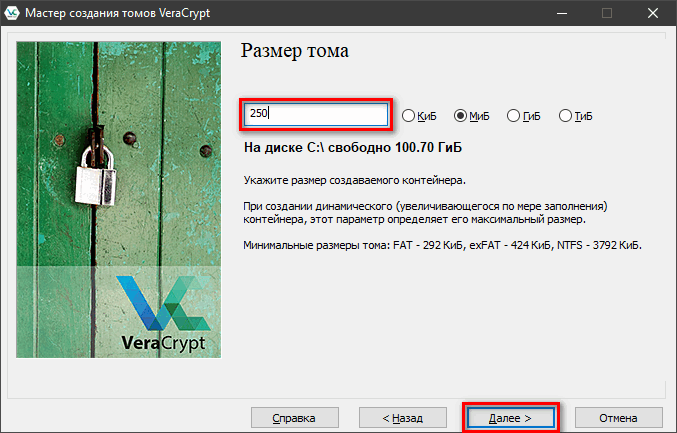 Мастер создания томов VeraCrypt
Размер тома
250 КиБ МиБ ГиБ ТиБ
На диске C:\ свободно 100.70 ГиБ
Укажите размер создаваемого контейнера.
При создании динамического (увеличивающегося по мере заполнения)
контейнера, этот параметр определяет его максимальный размер.
Минимальные размеры тома: FAT - 292 КиБ, exFAT - 424 КиБ, NTFS - 3792 КиБ.
VeraCrypt
Справка < Назад Далее > Отмена